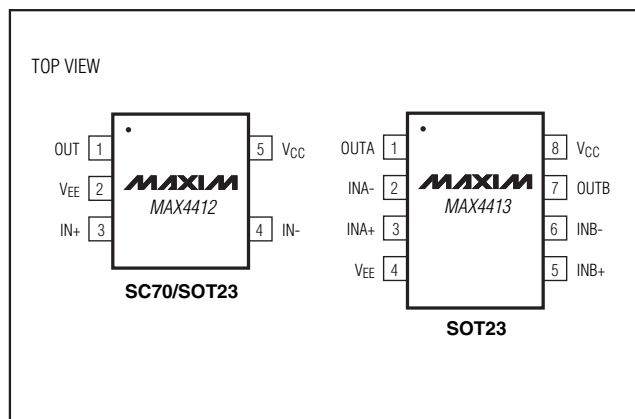 TOP VIEW
OUT 1
VEE 2
IN+ 3
5 VCC
4 IN-
MAXIM
MAX4412
SC70/SOT23
OUTA 1
INA- 2
INA+ 3
VEE 4
8 VCC
7 OUTB
6 INB-
5 INB+
MAXIM
MAX4413
SOT23